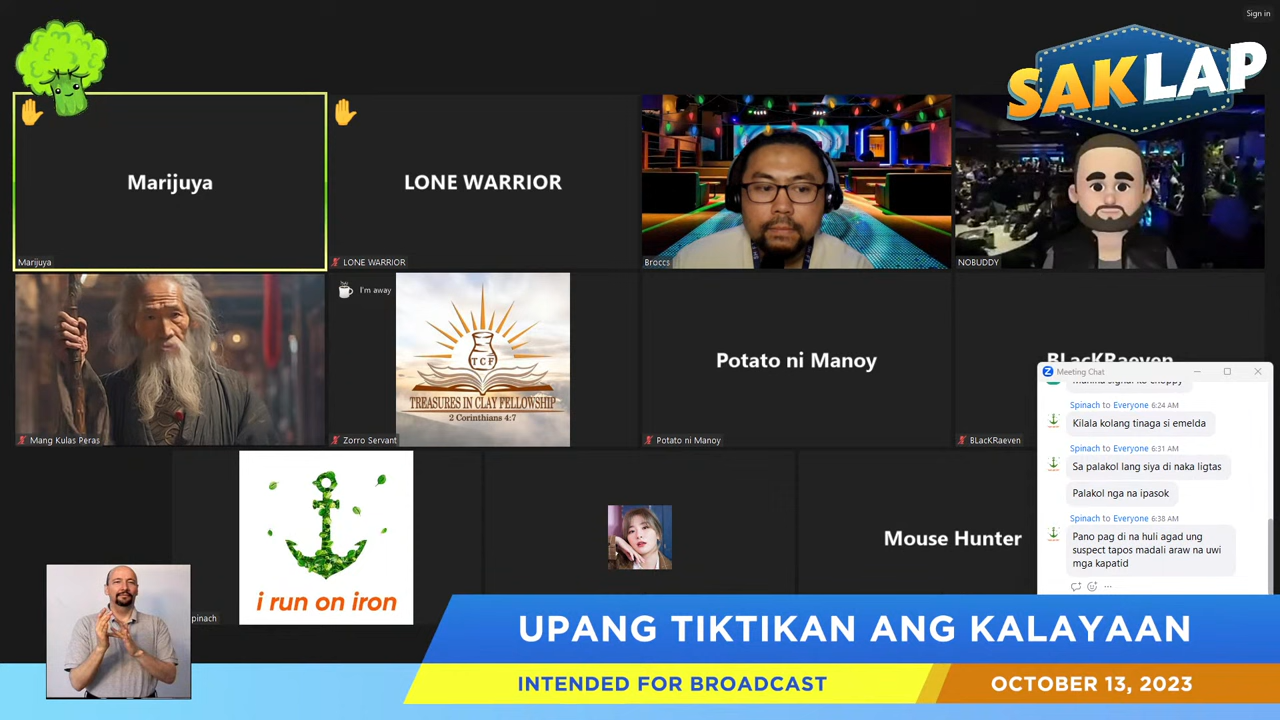 Sign in
SAKLAP
Marijuya
Marijuya
LONE WARRIOR
LONE WARRIOR
Broccs
NOBUDDY
Mang Kulas Peras
I'm away
TCF
TREASURES IN CLAY FELLOWSHIP
2 Corinthians 4:7
Zorro Servant
Potato ni Manoy
Potato ni Manoy
BLacKRaeven
BLacKRaeven
Meeting Chat
Spinach to Everyone 6:24 AM
Kilala kolang tinaga si emelda
Spinach to Everyone 6:31 AM
Sa palakol lang siya di naka ligtas
Palakol nga na ipasok
Spinach to Everyone 6:38 AM
Pano pag di na huli agad ung
suspect tapos madali araw na uwi
mga kapatid
i run on iron
pinach
Mouse Hunter
UPANG TIKTIKAN ANG KALAYAAN
INTENDED FOR BROADCAST
OCTOBER 13, 2023